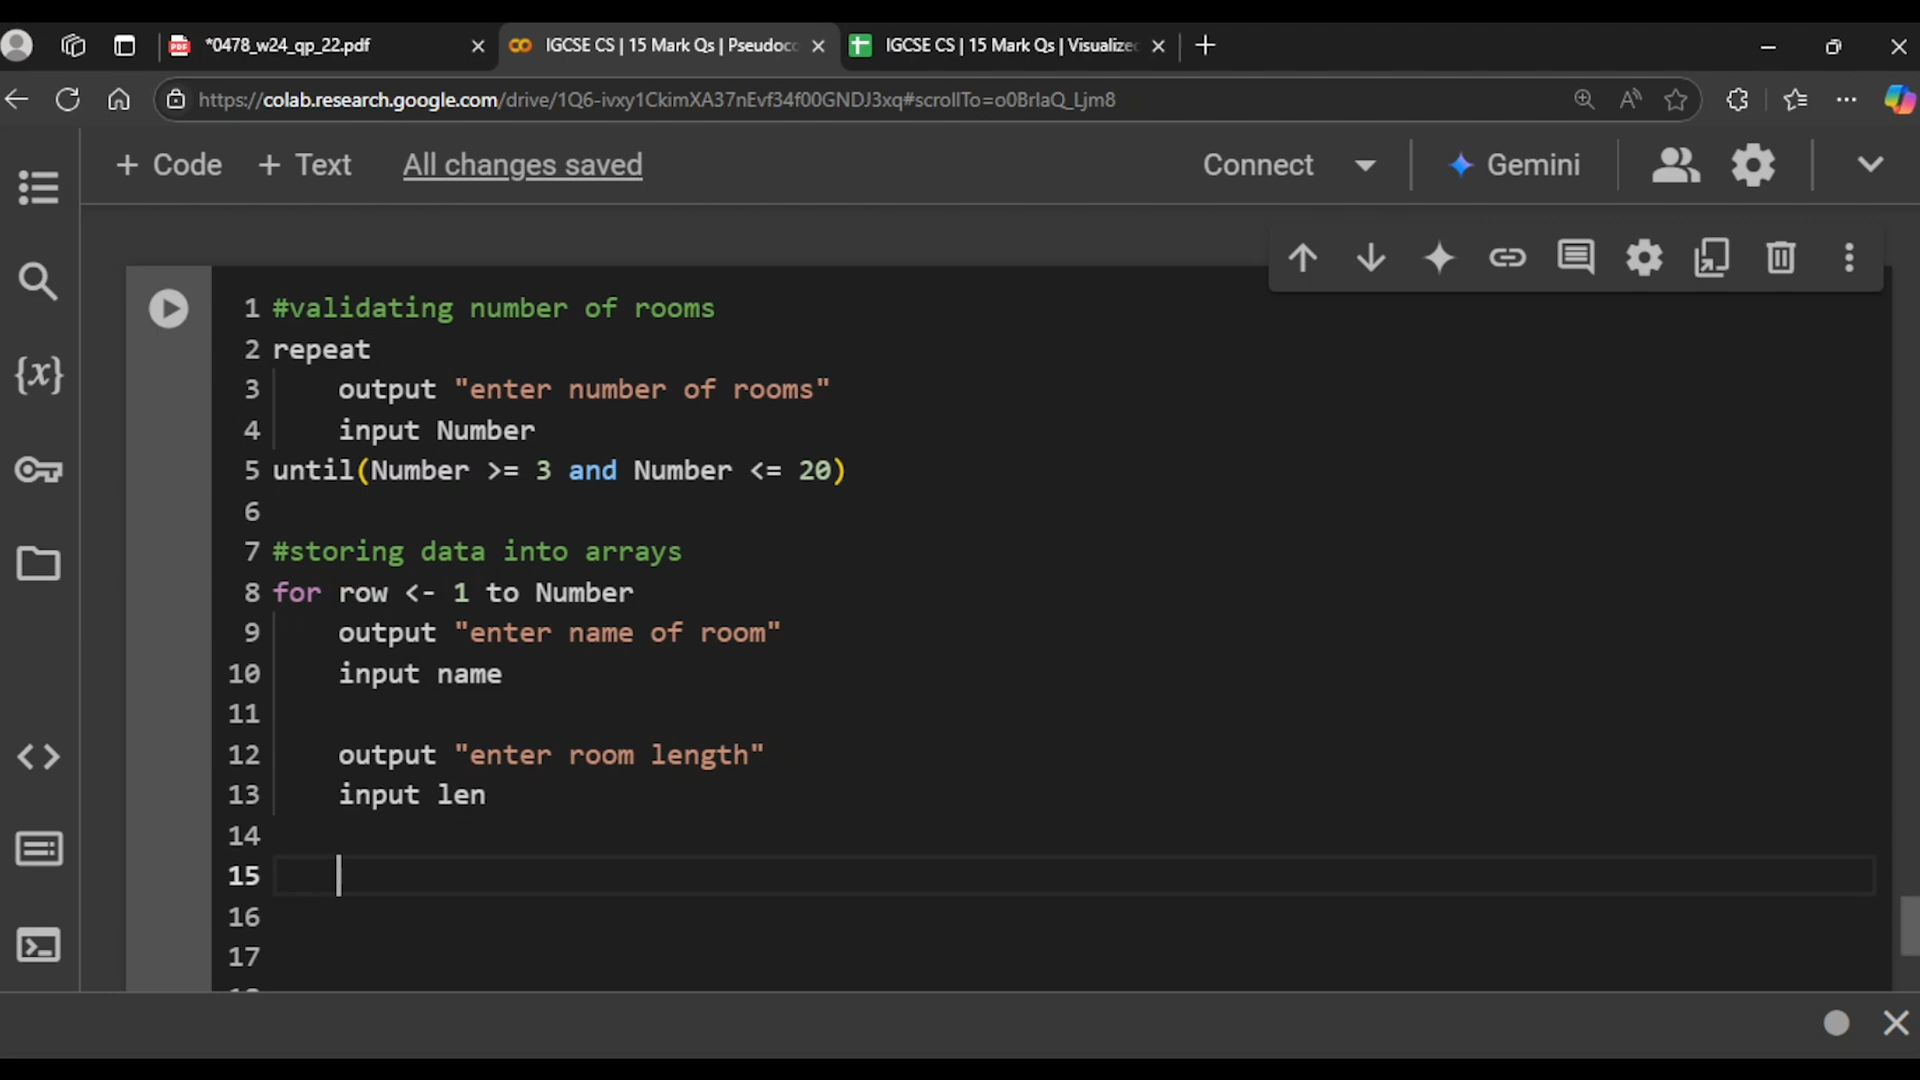 *0478_w24_qp_22.pdf
IGCSE CS | 15 Mark Qs | Pseudoc
IGCSE CS | 15 Mark Qs | Visualize
https://colab.research.google.com/drive/1Q6-ivxy1CkimXA37nEvf34f00GNDJ3xq#scrollTo=o0BrlaQ_Ljm8
+ Code + Text All changes saved
Connect
Gemini
1 #validating number of rooms
2 repeat
3 output "enter number of rooms"
4 input Number
5 until(Number >= 3 and Number <= 20)
6
7 #storing data into arrays
8 for row <- 1 to Number
9 output "enter name of room"
10 input name
11
12 output "enter room length"
13 input len
14
15
16
17